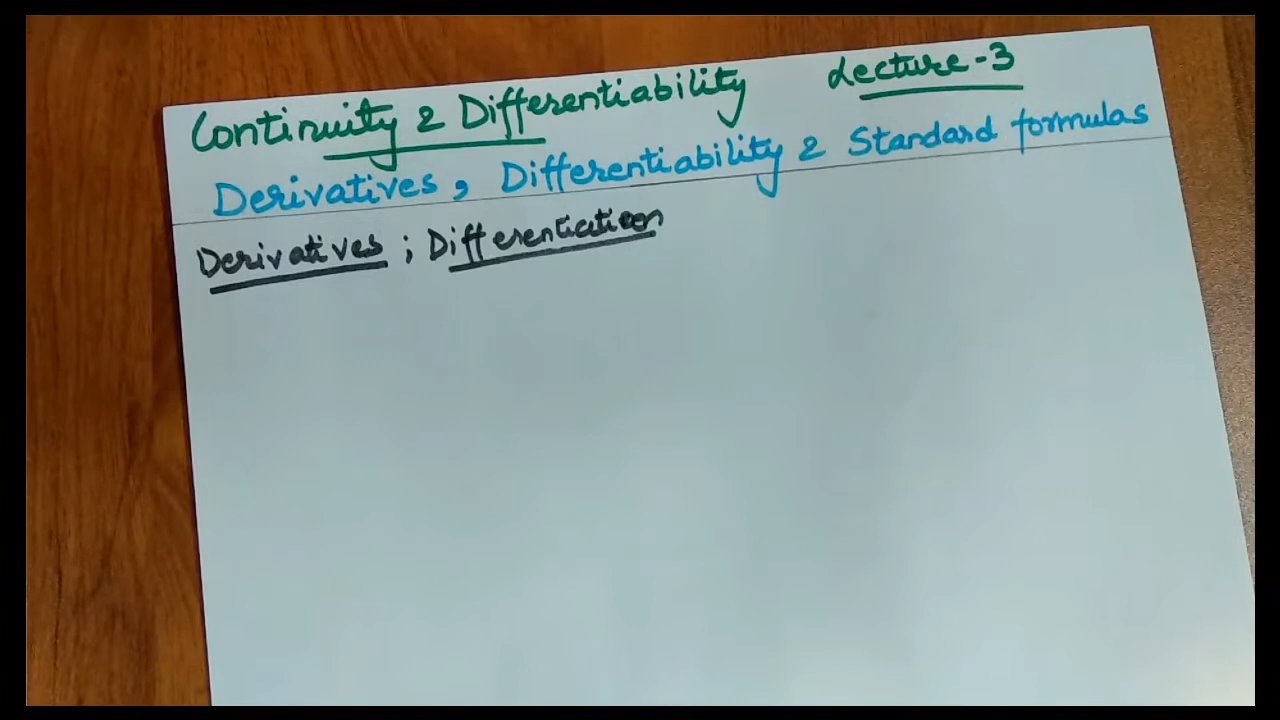 Continuity & Differentiability Lecture-3
Derivatives, Differentiability & Standard formulas
Derivatives ; Differentiation